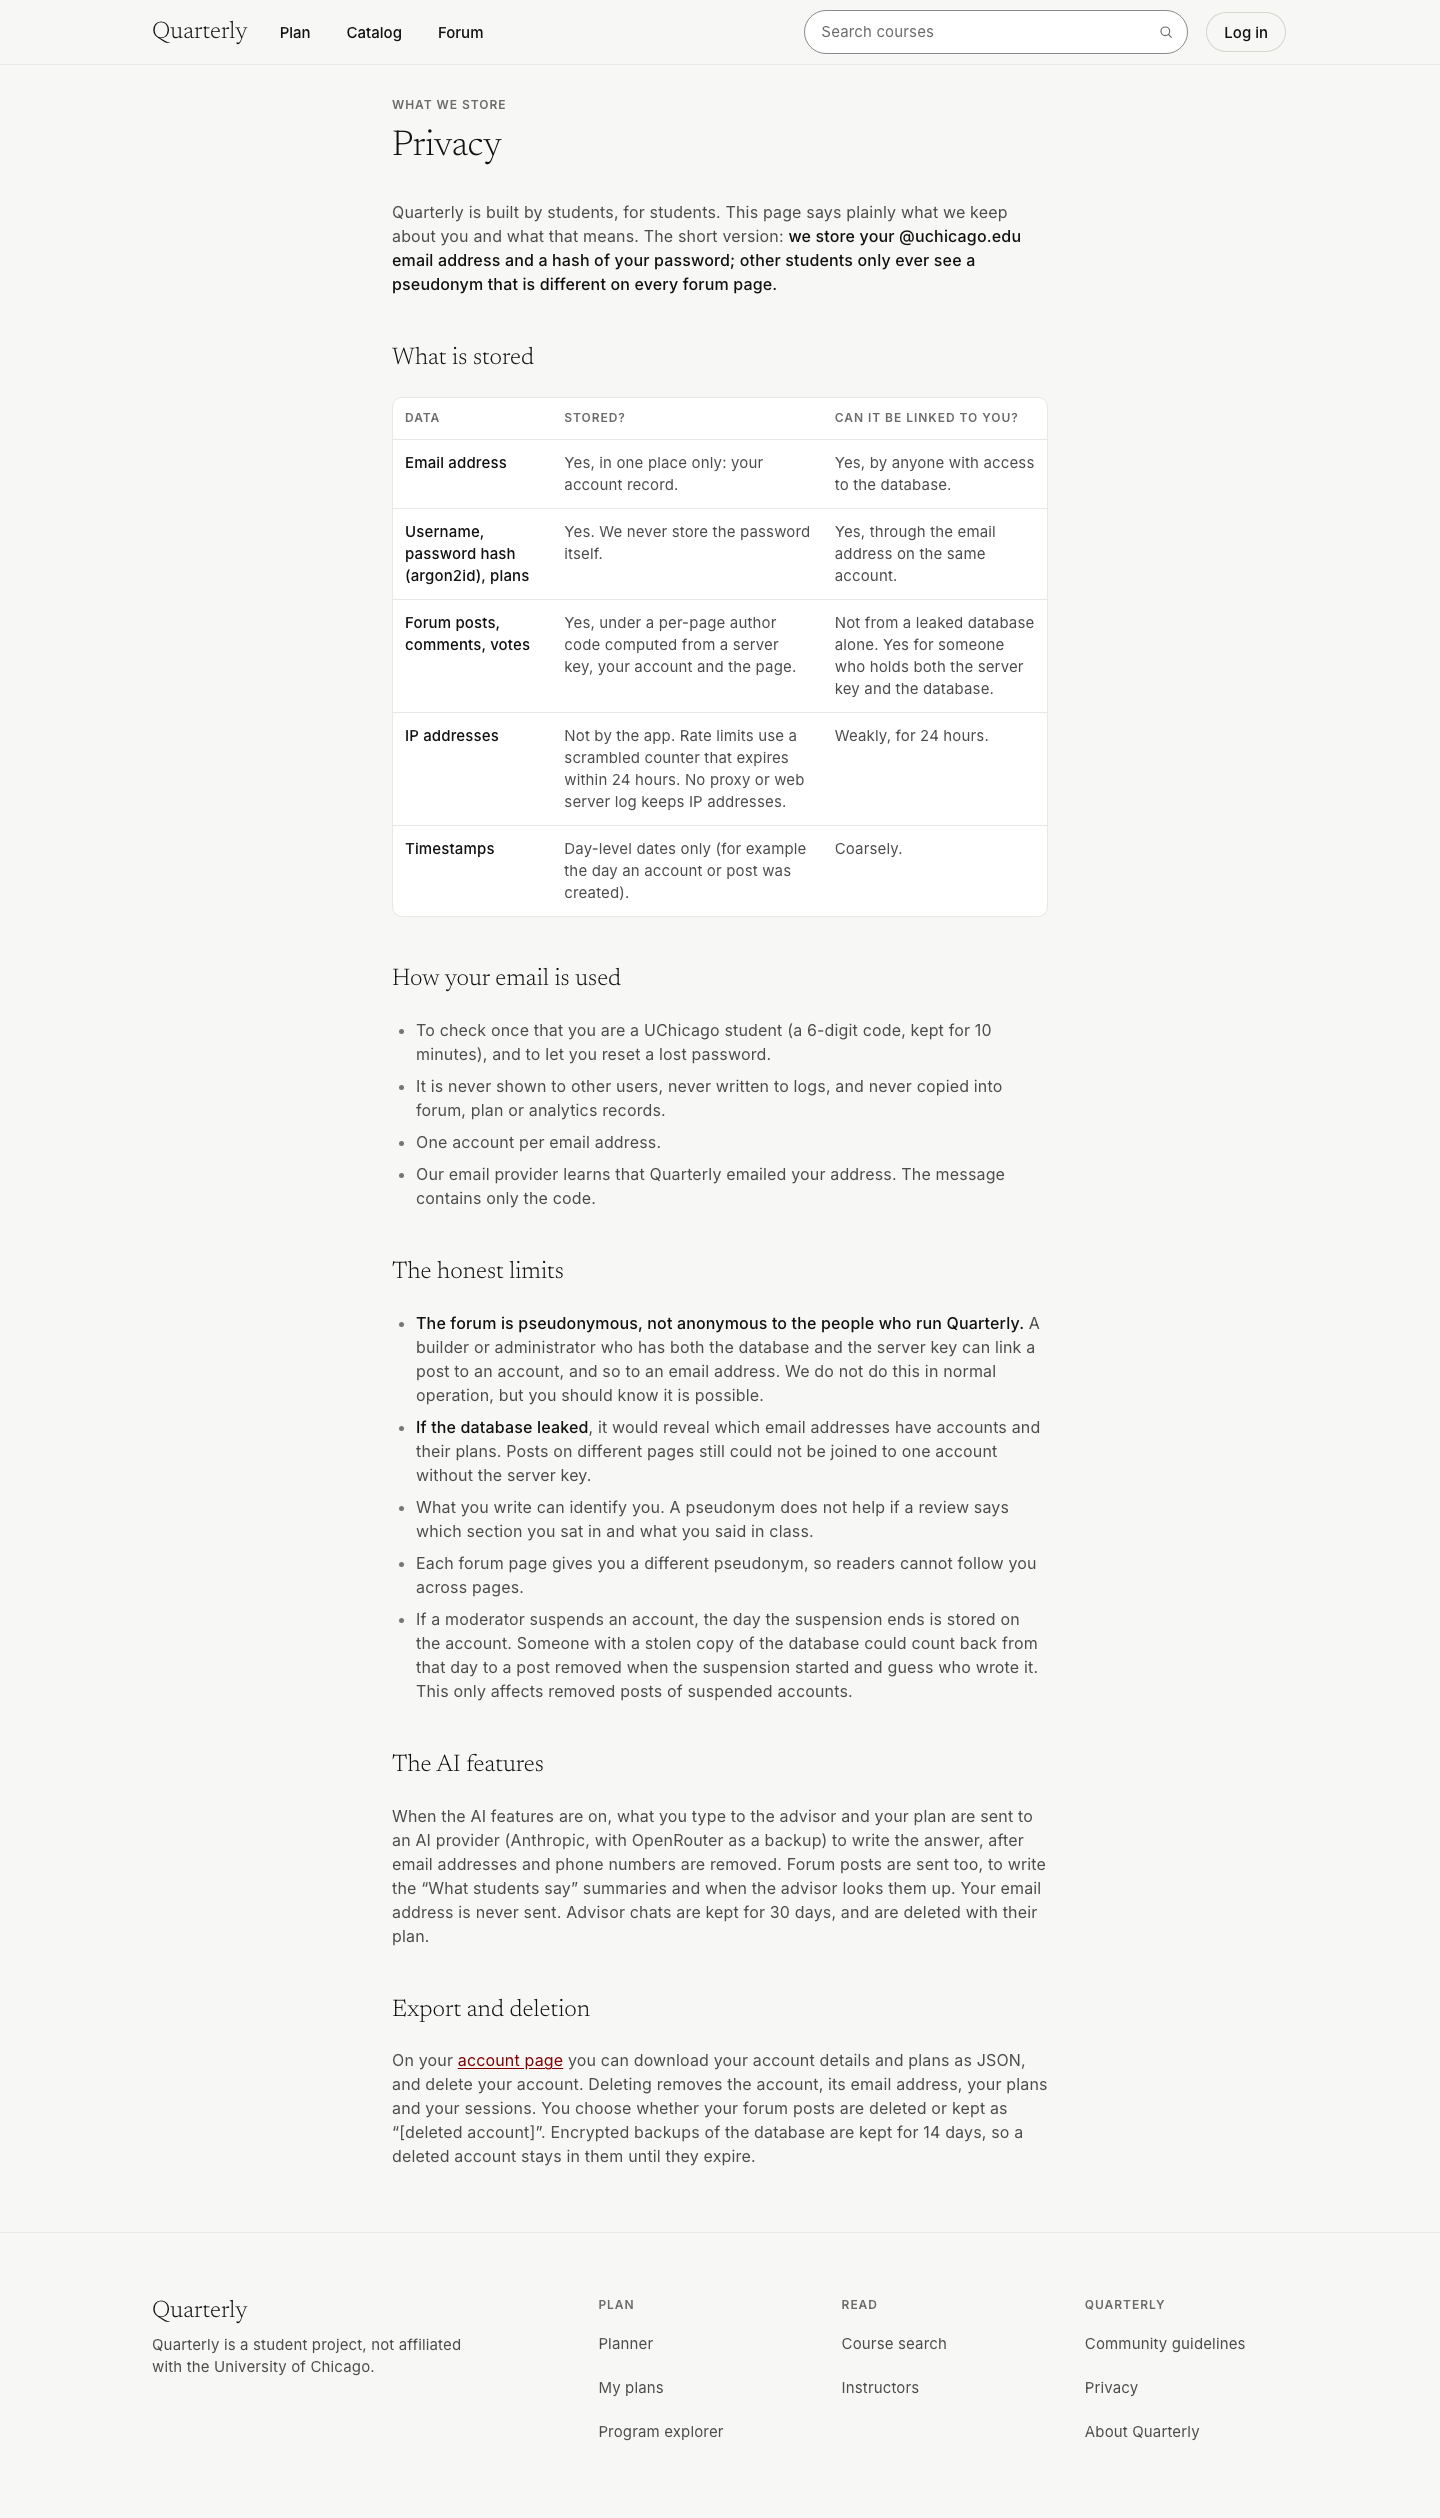 Quarterly Plan Catalog Forum Search courses Log in
WHAT WE STORE
Privacy
Quarterly is built by students, for students. This page says plainly what we keep
about you and what that means. The short version: we store your @uchicago.edu
email address and a hash of your password; other students only ever see a
pseudonym that is different on every forum page.
What is stored
DATA STORED? CAN IT BE LINKED TO YOU?
Email address
Yes, in one place only: your
account record.
Yes, by anyone with access
to the database.
Username,
password hash
(argon2id), plans
Yes. We never store the password
itself.
Yes, through the email
address on the same
account.
Forum posts,
comments, votes
Yes, under a per-page author
code computed from a server
key, your account and the page.
Not from a leaked database
alone. Yes for someone
who holds both the server
key and the database.
IP addresses
Not by the app. Rate limits use a
scrambled counter that expires
within 24 hours. No proxy or web
server log keeps IP addresses.
Weakly, for 24 hours.
Timestamps
Day-level dates only (for example
the day an account or post was
created).
Coarsely.
How your email is used
• To check once that you are a UChicago student (a 6-digit code, kept for 10
minutes), and to let you reset a lost password.
• It is never shown to other users, never written to logs, and never copied into
forum, plan or analytics records.
• One account per email address.
• Our email provider learns that Quarterly emailed your address. The message
contains only the code.
The honest limits
• The forum is pseudonymous, not anonymous to the people who run Quarterly. A
builder or administrator who has both the database and the server key can link a
post to an account, and so to an email address. We do not do this in normal
operation, but you should know it is possible.
• If the database leaked, it would reveal which email addresses have accounts and
their plans. Posts on different pages still could not be joined to one account
without the server key.
• What you write can identify you. A pseudonym does not help if a review says
which section you sat in and what you said in class.
• Each forum page gives you a different pseudonym, so readers cannot follow you
across pages.
• If a moderator suspends an account, the day the suspension ends is stored on
the account. Someone with a stolen copy of the database could count back from
that day to a post removed when the suspension started and guess who wrote it.
This only affects removed posts of suspended accounts.
The AI features
When the AI features are on, what you type to the advisor and your plan are sent to
an AI provider (Anthropic, with OpenRouter as a backup) to write the answer, after
email addresses and phone numbers are removed. Forum posts are sent too, to write
the “What students say” summaries and when the advisor looks them up. Your email
address is never sent. Advisor chats are kept for 30 days, and are deleted with their
plan.
Export and deletion
On your account page you can download your account details and plans as JSON,
and delete your account. Deleting removes the account, its email address, your plans
and your sessions. You choose whether your forum posts are deleted or kept as
“[deleted account]”. Encrypted backups of the database are kept for 14 days, so a
deleted account stays in them until they expire.
Quarterly
Quarterly is a student project, not affiliated
with the University of Chicago.
PLAN
Planner
My plans
Program explorer
READ
Course search
Instructors
QUARTERLY
Community guidelines
Privacy
About Quarterly